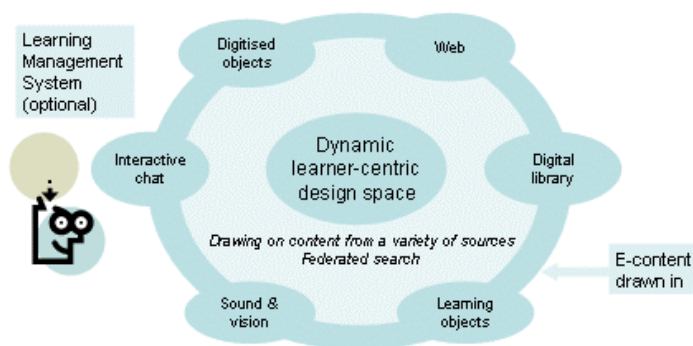 Learning
Management
System
(optional)
Digitised
objects
Web
Interactive
chat
Dynamic
learner-centric
design space
Digital
library
Drawing on content from a variety of sources
Federated search
E-content
drawn in
Sound &
vision
Learning
objects